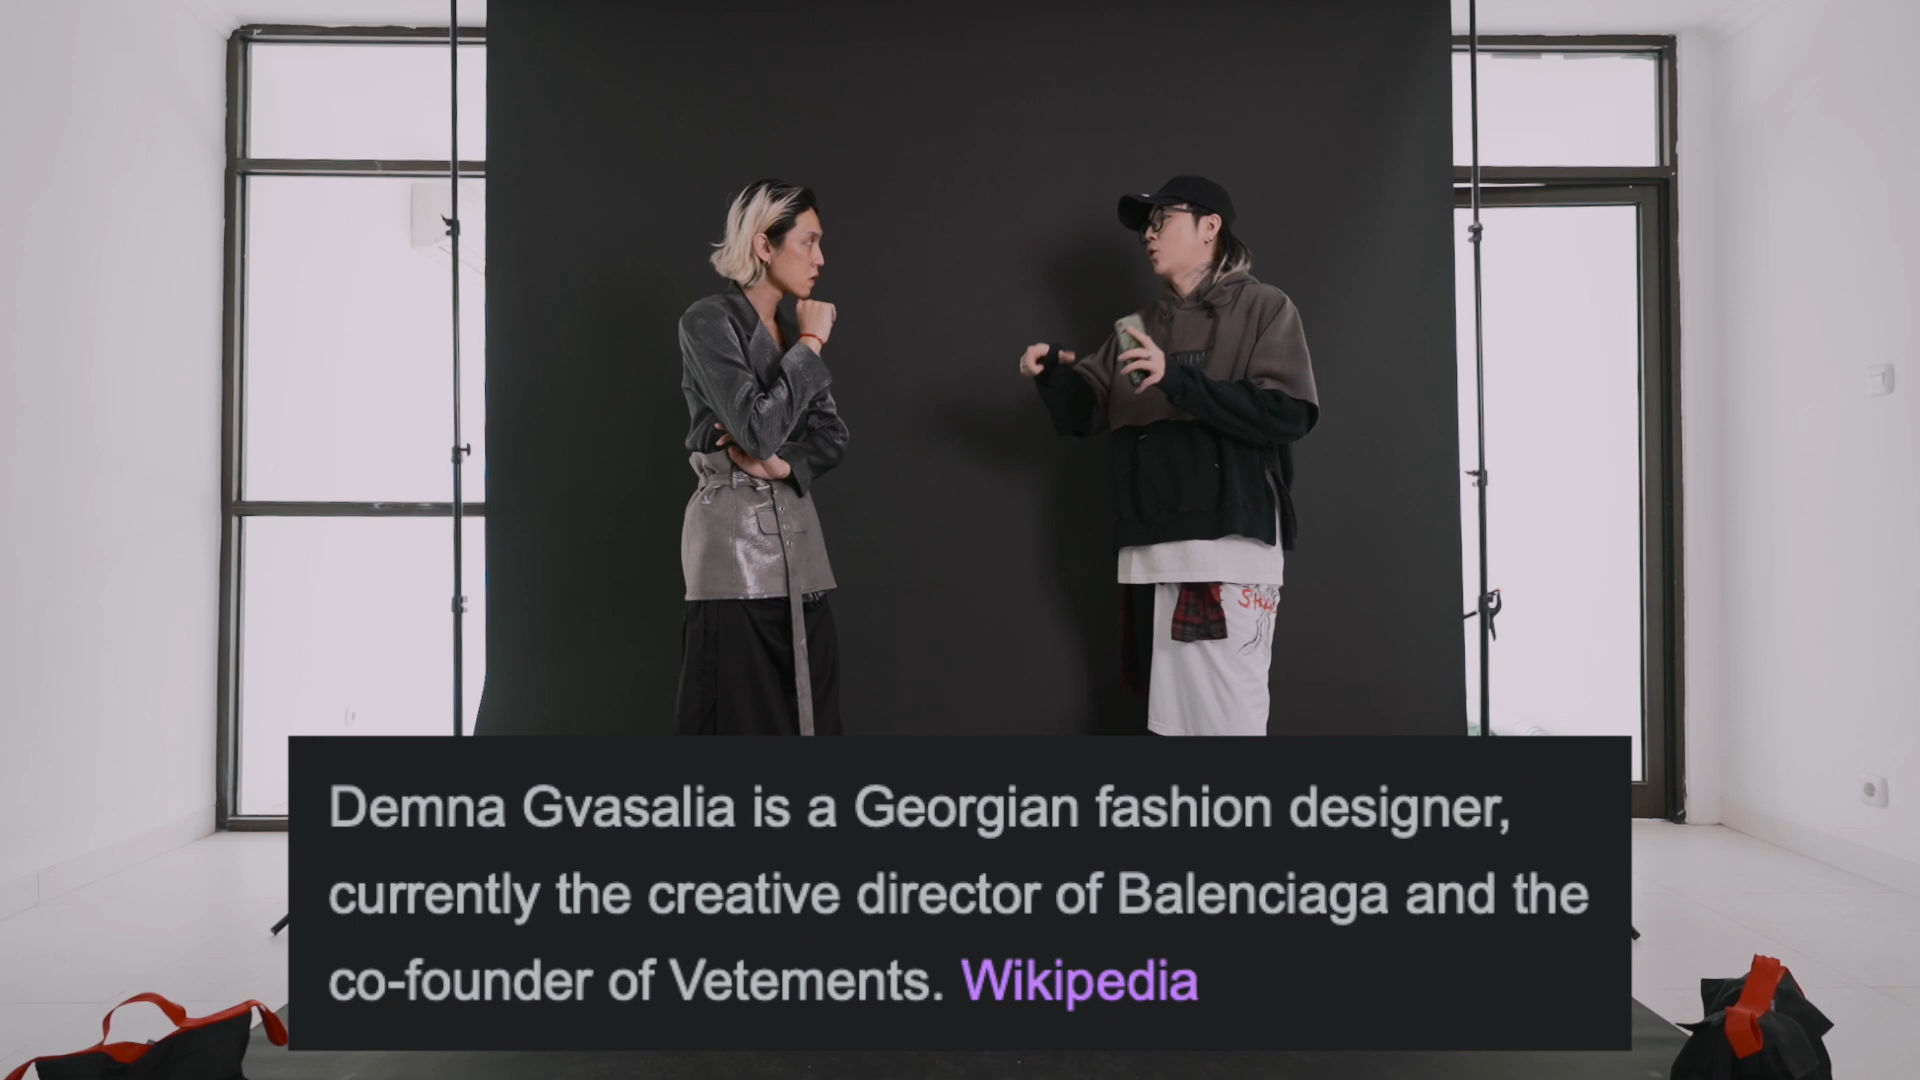 Demna Gvasalia is a Georgian fashion designer,
currently the creative director of Balenciaga and the
co-founder of Vetements. Wikipedia